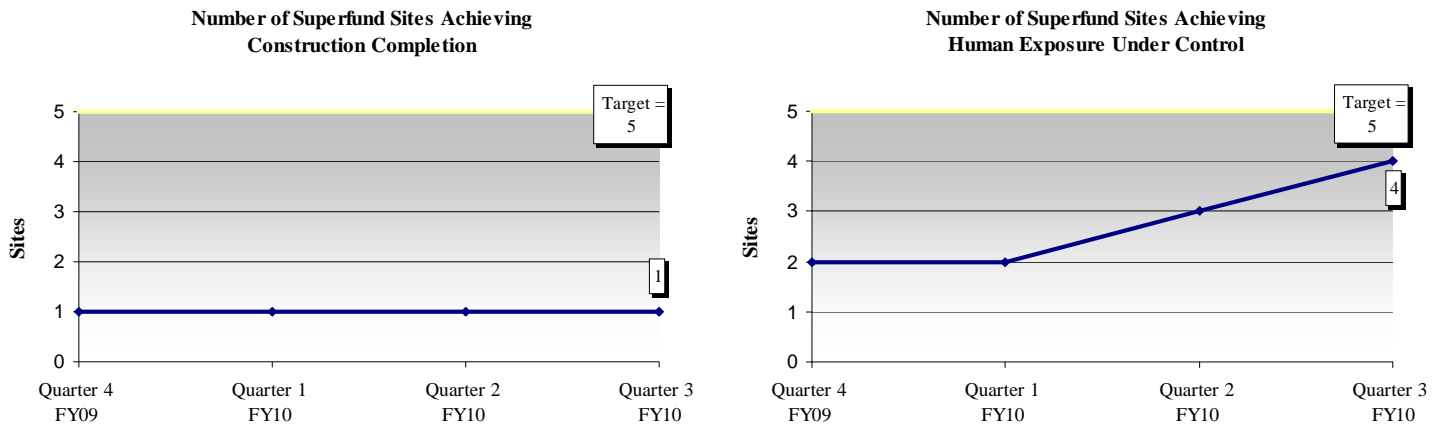 Number of Superfund Sites Achieving
Construction Completion
Target =
5
5
4
3
2
1
0
Sites
1
Quarter 4
FY09
Quarter 1
FY10
Quarter 2
FY10
Quarter 3
FY10
Number of Superfund Sites Achieving
Human Exposure Under Control
Target =
5
5
4
3
2
1
0
Sites
4
Quarter 4
FY09
Quarter 1
FY10
Quarter 2
FY10
Quarter 3
FY10